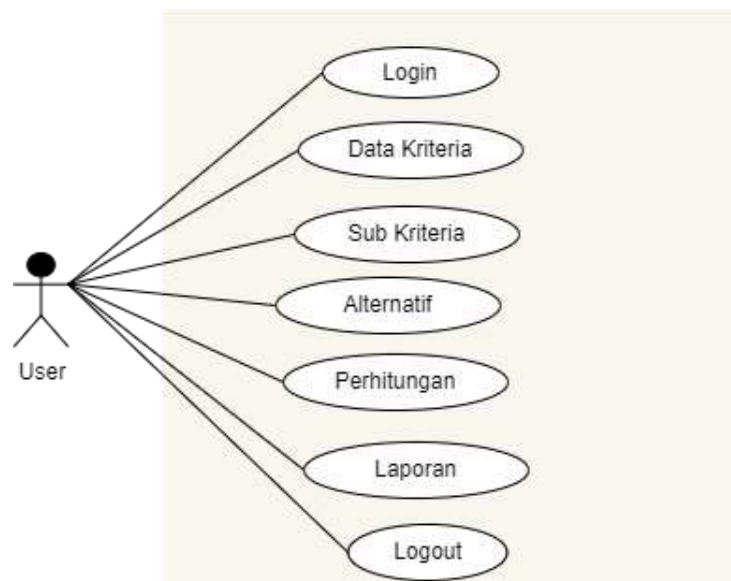 Login
Data Kriteria
Sub Kriteria
Alternatif
User
Perhitungan
Laporan
Logout